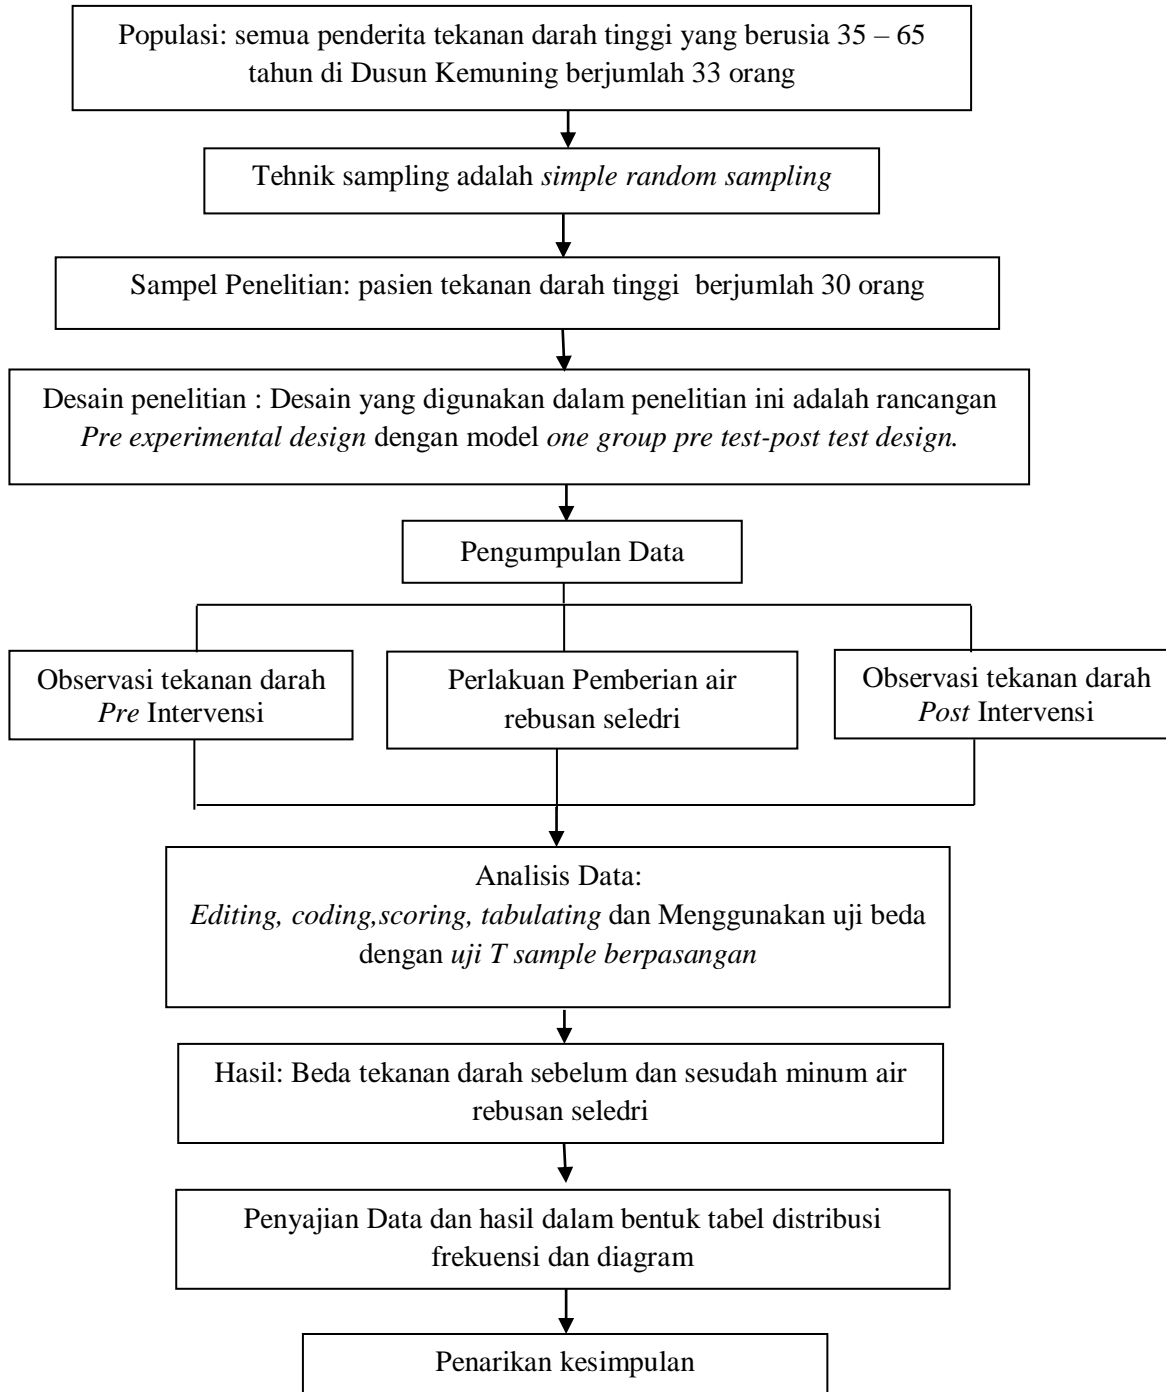 Populasi: semua penderita tekanan darah tinggi yang berusia 35 – 65
tahun di Dusun Kemuning berjumlah 33 orang
Tehnik sampling adalah simple random sampling
Sampel Penelitian: pasien tekanan darah tinggi  berjumlah 30 orang
Desain penelitian : Desain yang digunakan dalam penelitian ini adalah rancangan
Pre experimental design dengan model one group pre test-post test design.
Pengumpulan Data
Observasi tekanan darah
Pre Intervensi
Perlakuan Pemberian air
rebusan seledri
Observasi tekanan darah
Post Intervensi
Analisis Data:
Editing, coding,scoring, tabulating dan Menggunakan uji beda
dengan uji T sample berpasangan
Hasil: Beda tekanan darah sebelum dan sesudah minum air
rebusan seledri
Penyajian Data dan hasil dalam bentuk tabel distribusi
frekuensi dan diagram
Penarikan kesimpulan